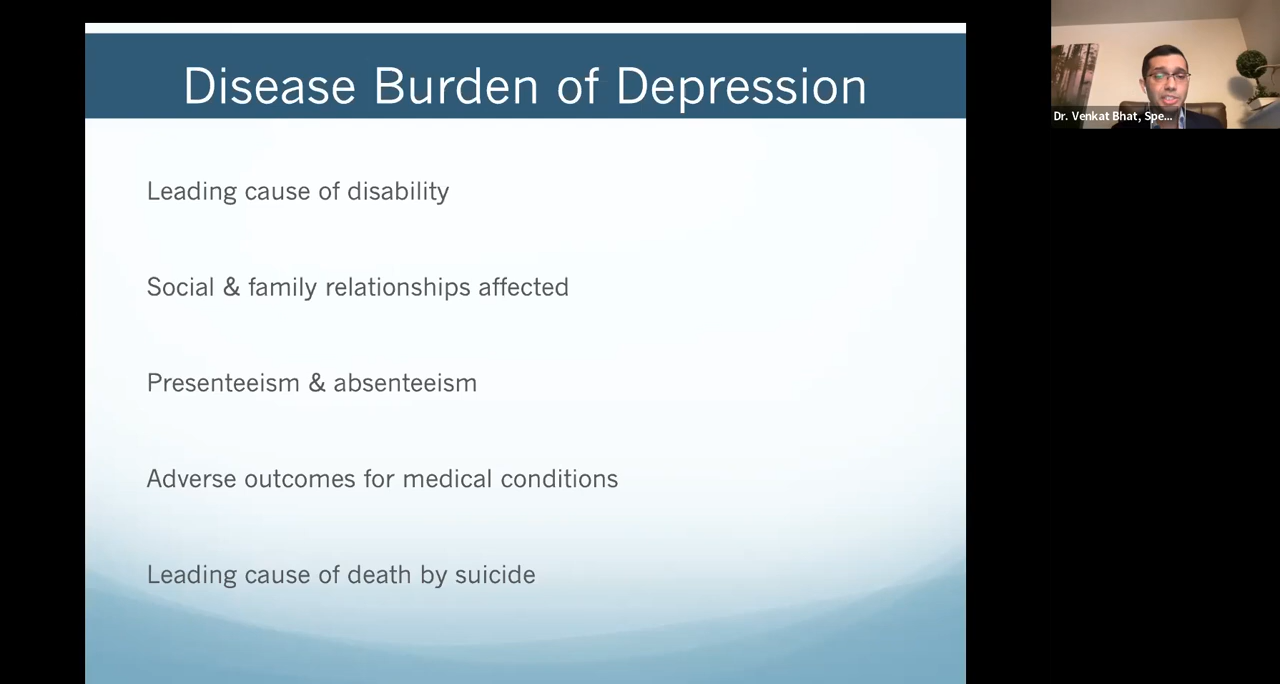 Disease Burden of Depression
Leading cause of disability
Social & family relationships affected
Presenteeism & absenteeism
Adverse outcomes for medical conditions
Leading cause of death by suicide
Dr. Venkat Bhat, Spe...